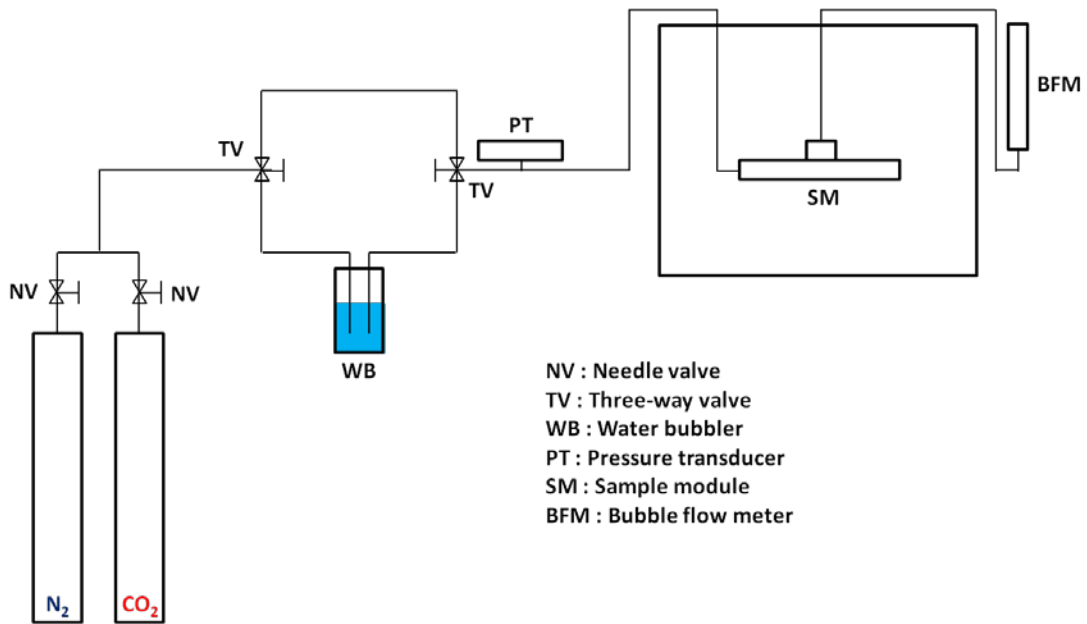 BFM
PT
TV
TV
SM
NV
NV
WB
NV : Needle valve
TV : Three-way valve
WB : Water bubbler
PT : Pressure transducer
SM : Sample module
BFM : Bubble flow meter
N₂
CO₂